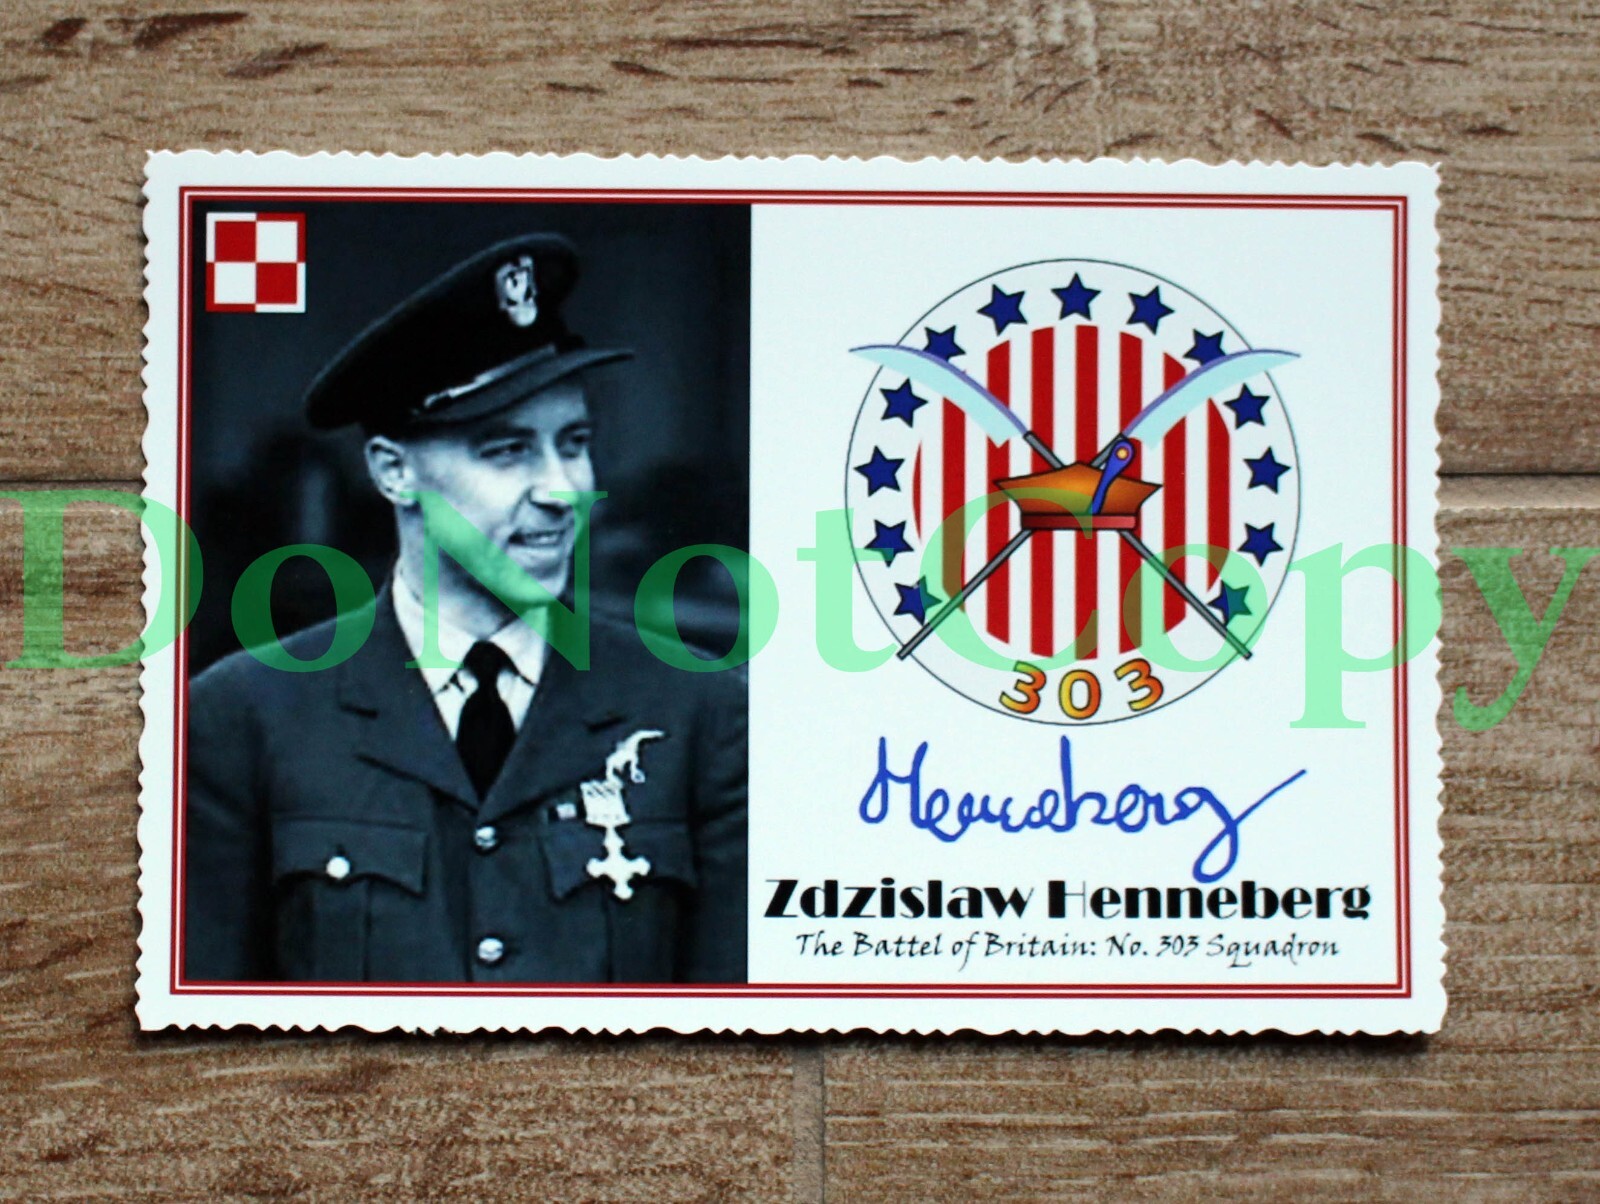 303
Henneberg
Zdzislaw Henneberg
The Battel of Britain: No. 303 Squadron
DoNotCopy